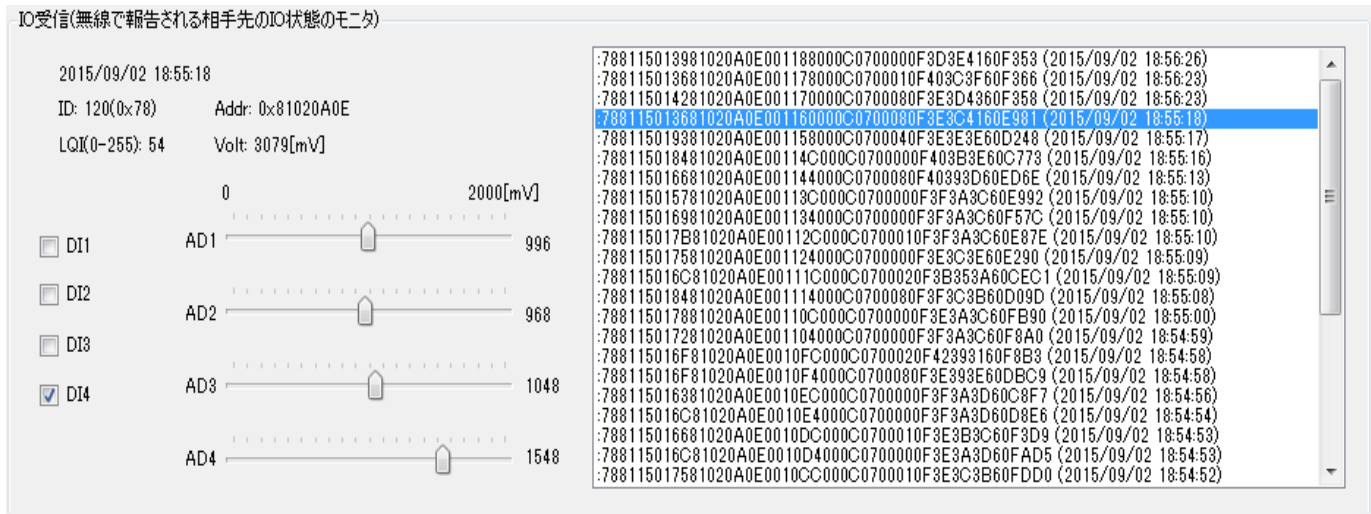 IO受信(無線で報告される相手先のIO状態のモニタ)
2015/09/02 18:55:18
ID: 120(0x78) Addr: 0x81020A0E
LQI(0-255): 54 Volt: 3079[mV]
0 2000[mV]
DI1
DI2
DI3
DI4
AD1 996
AD2 968
AD3 1048
AD4 1548
:788115013981020A0E001188000C0700000F3D3E4160F353 (2015/09/02 18:56:26)
:788115013681020A0E001178000C0700010F403C3F60F366 (2015/09/02 18:56:23)
:788115014281020A0E001170000C0700080F3E3D4360F358 (2015/09/02 18:56:23)
:788115013681020A0E001160000C0700080F3E3C4160E981 (2015/09/02 18:55:18)
:788115019381020A0E001158000C0700040F3E3E3E60D248 (2015/09/02 18:55:17)
:788115018481020A0E00114C000C0700000F403B3E60C773 (2015/09/02 18:55:16)
:788115016681020A0E001144000C0700080F40393D60ED6E (2015/09/02 18:55:13)
:788115015781020A0E00113C000C0700000F3F3A3C60E992 (2015/09/02 18:55:10)
:788115016981020A0E001134000C0700000F3F3A3C60F57C (2015/09/02 18:55:10)
:788115017B81020A0E00112C000C0700010F3F3A3C60E87E (2015/09/02 18:55:10)
:788115017581020A0E001124000C0700000F3E3C3E60E290 (2015/09/02 18:55:09)
:788115016C81020A0E00111C000C0700020F3B353A60CEC1 (2015/09/02 18:55:09)
:788115018481020A0E001114000C0700080F3F3C3B60D09D (2015/09/02 18:55:08)
:788115017881020A0E00110C000C0700000F3E3A3C60FB90 (2015/09/02 18:55:00)
:788115017281020A0E001104000C0700000F3F3A3C60F8A0 (2015/09/02 18:54:59)
:788115016F81020A0E0010FC000C0700020F42393160F8B3 (2015/09/02 18:54:58)
:788115016F81020A0E0010F4000C0700080F3E393E60DBC9 (2015/09/02 18:54:58)
:788115016381020A0E0010EC000C0700000F3F3A3D60C8F7 (2015/09/02 18:54:56)
:788115016C81020A0E0010E4000C0700000F3F3A3D60D8E6 (2015/09/02 18:54:54)
:788115016681020A0E0010DC000C0700010F3E3B3C60F3D9 (2015/09/02 18:54:53)
:788115016C81020A0E0010D4000C0700000F3E3A3D60FAD5 (2015/09/02 18:54:53)
:788115017581020A0E0010CC000C0700010F3E3C3B60FDD0 (2015/09/02 18:54:52)